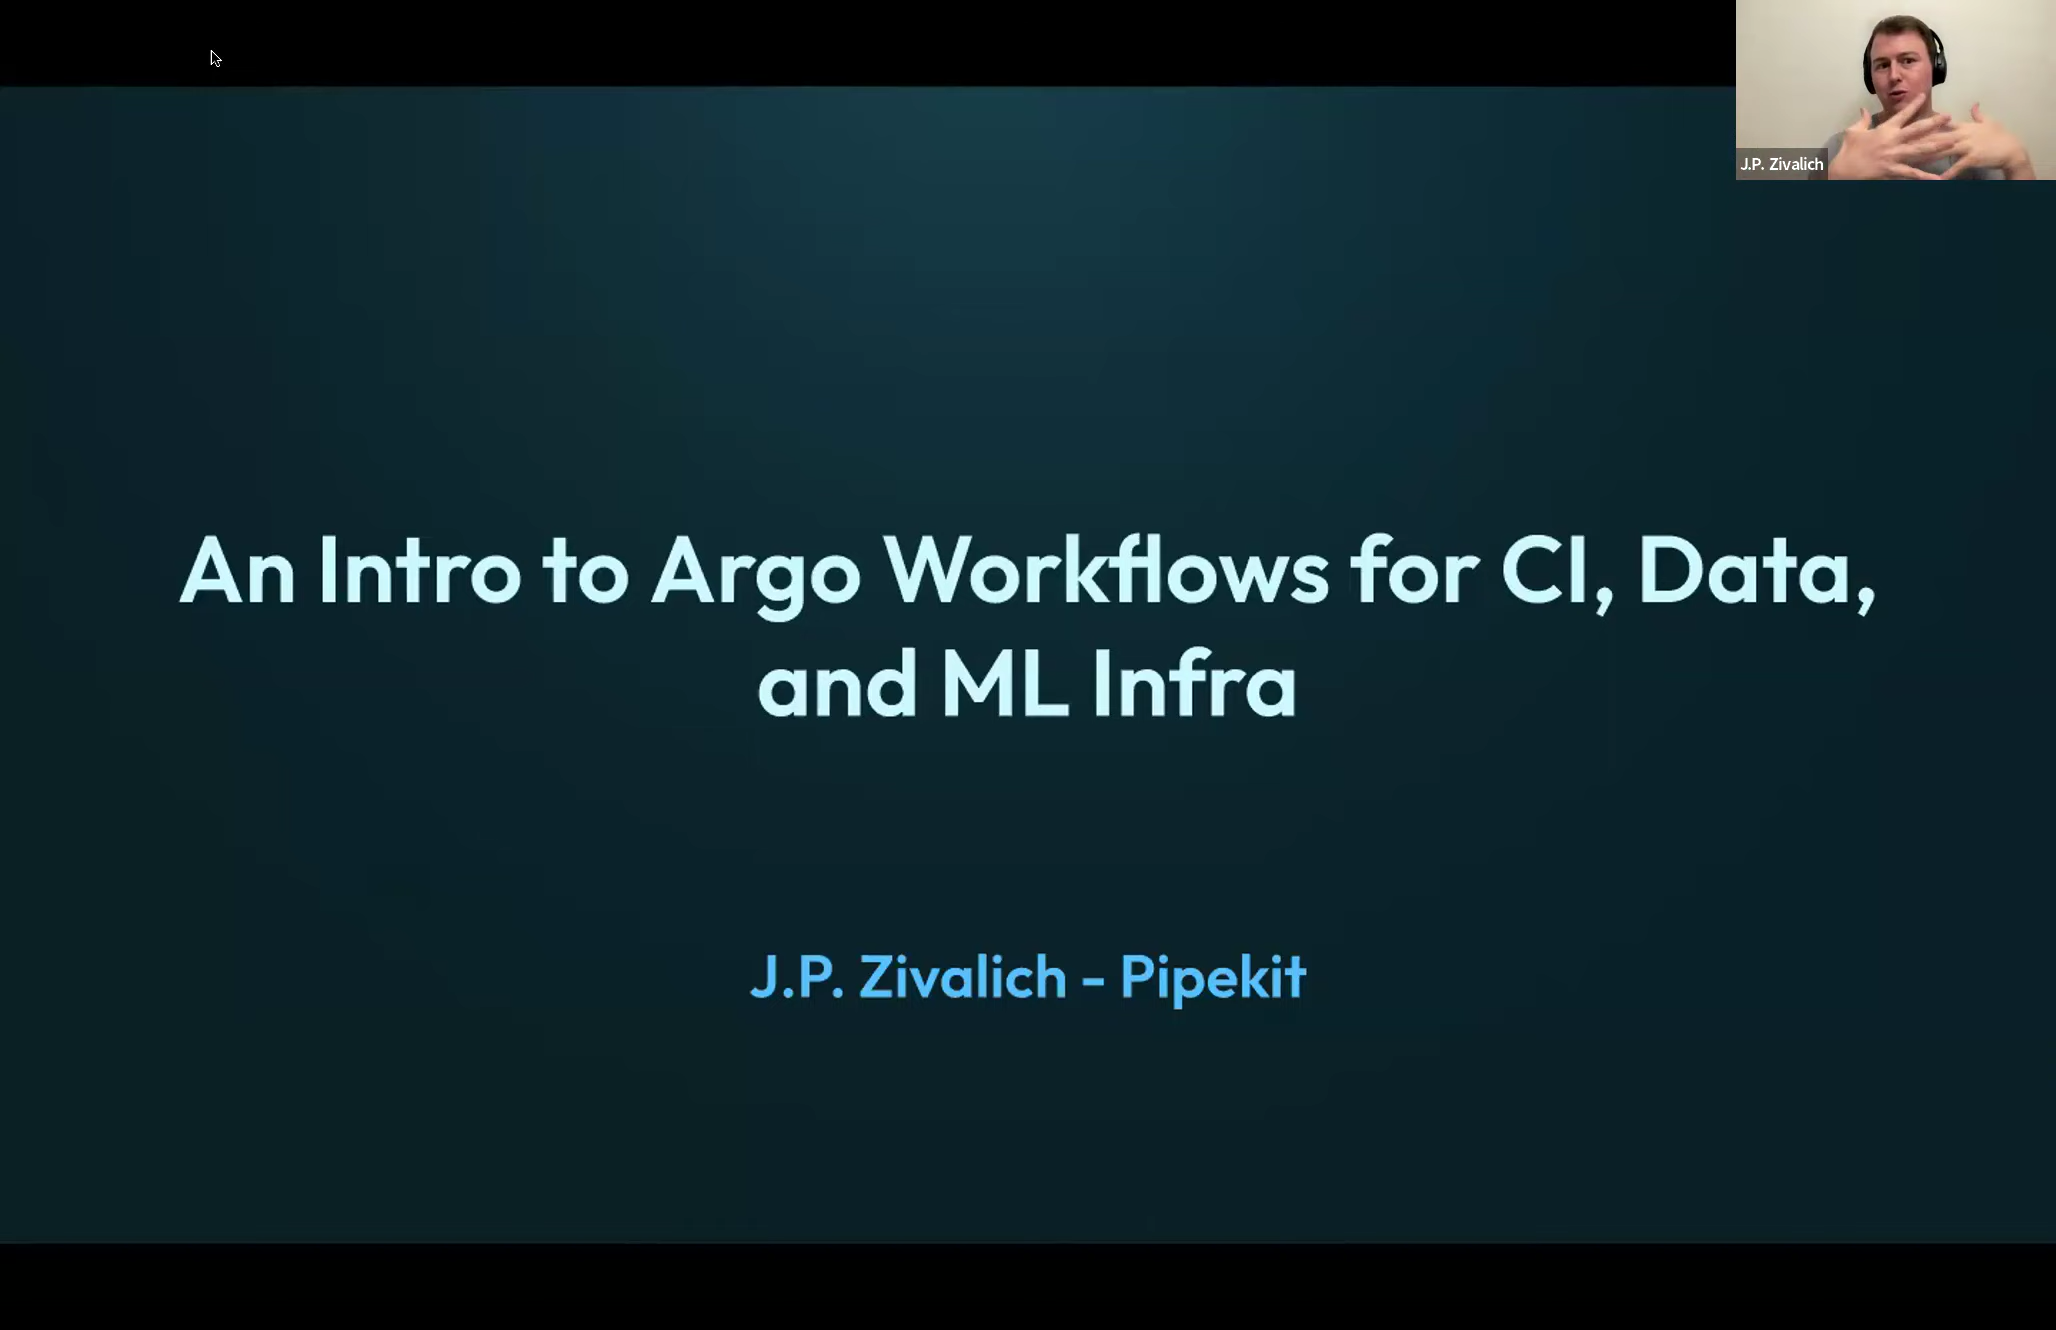 J.P. Zivalich
An Intro to Argo Workflows for CI, Data,
and ML Infra
J.P. Zivalich - Pipekit